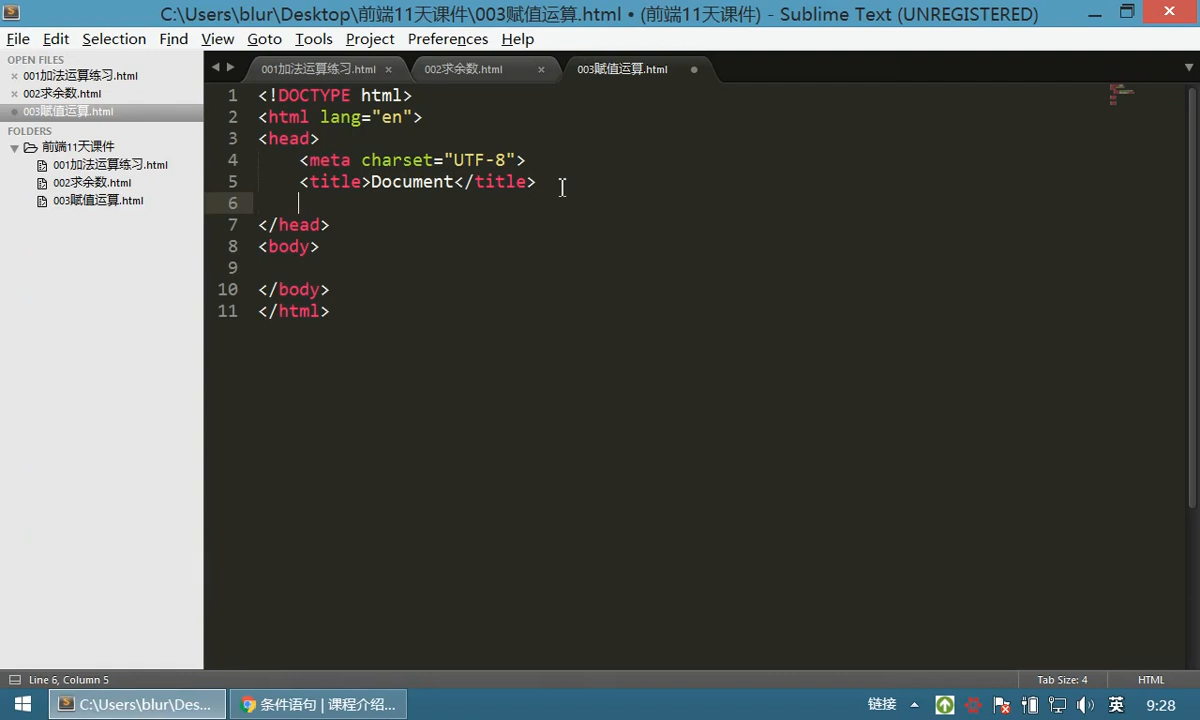 C:\Users\blur\Desktop\前端11天课件\003赋值运算.html • (前端11天课件) - Sublime Text (UNREGISTERED)
File Edit Selection Find View Goto Tools Project Preferences Help
OPEN FILES
001加法运算练习.html
002求余数.html
003赋值运算.html
FOLDERS
前端11天课件
001加法运算练习.html
002求余数.html
003赋值运算.html
001加法运算练习.html × 002求余数.html × 003赋值运算.html
1 <!DOCTYPE html>
2 <html lang="en">
3 <head>
4 <meta charset="UTF-8">
5 <title>Document</title>
6
7 </head>
8 <body>
9
10 </body>
11 </html>
Line 6, Column 5 Tab Size: 4 HTML
C:\Users\blur\Des... 条件语句 | 课程介绍... 链接 英 9:28